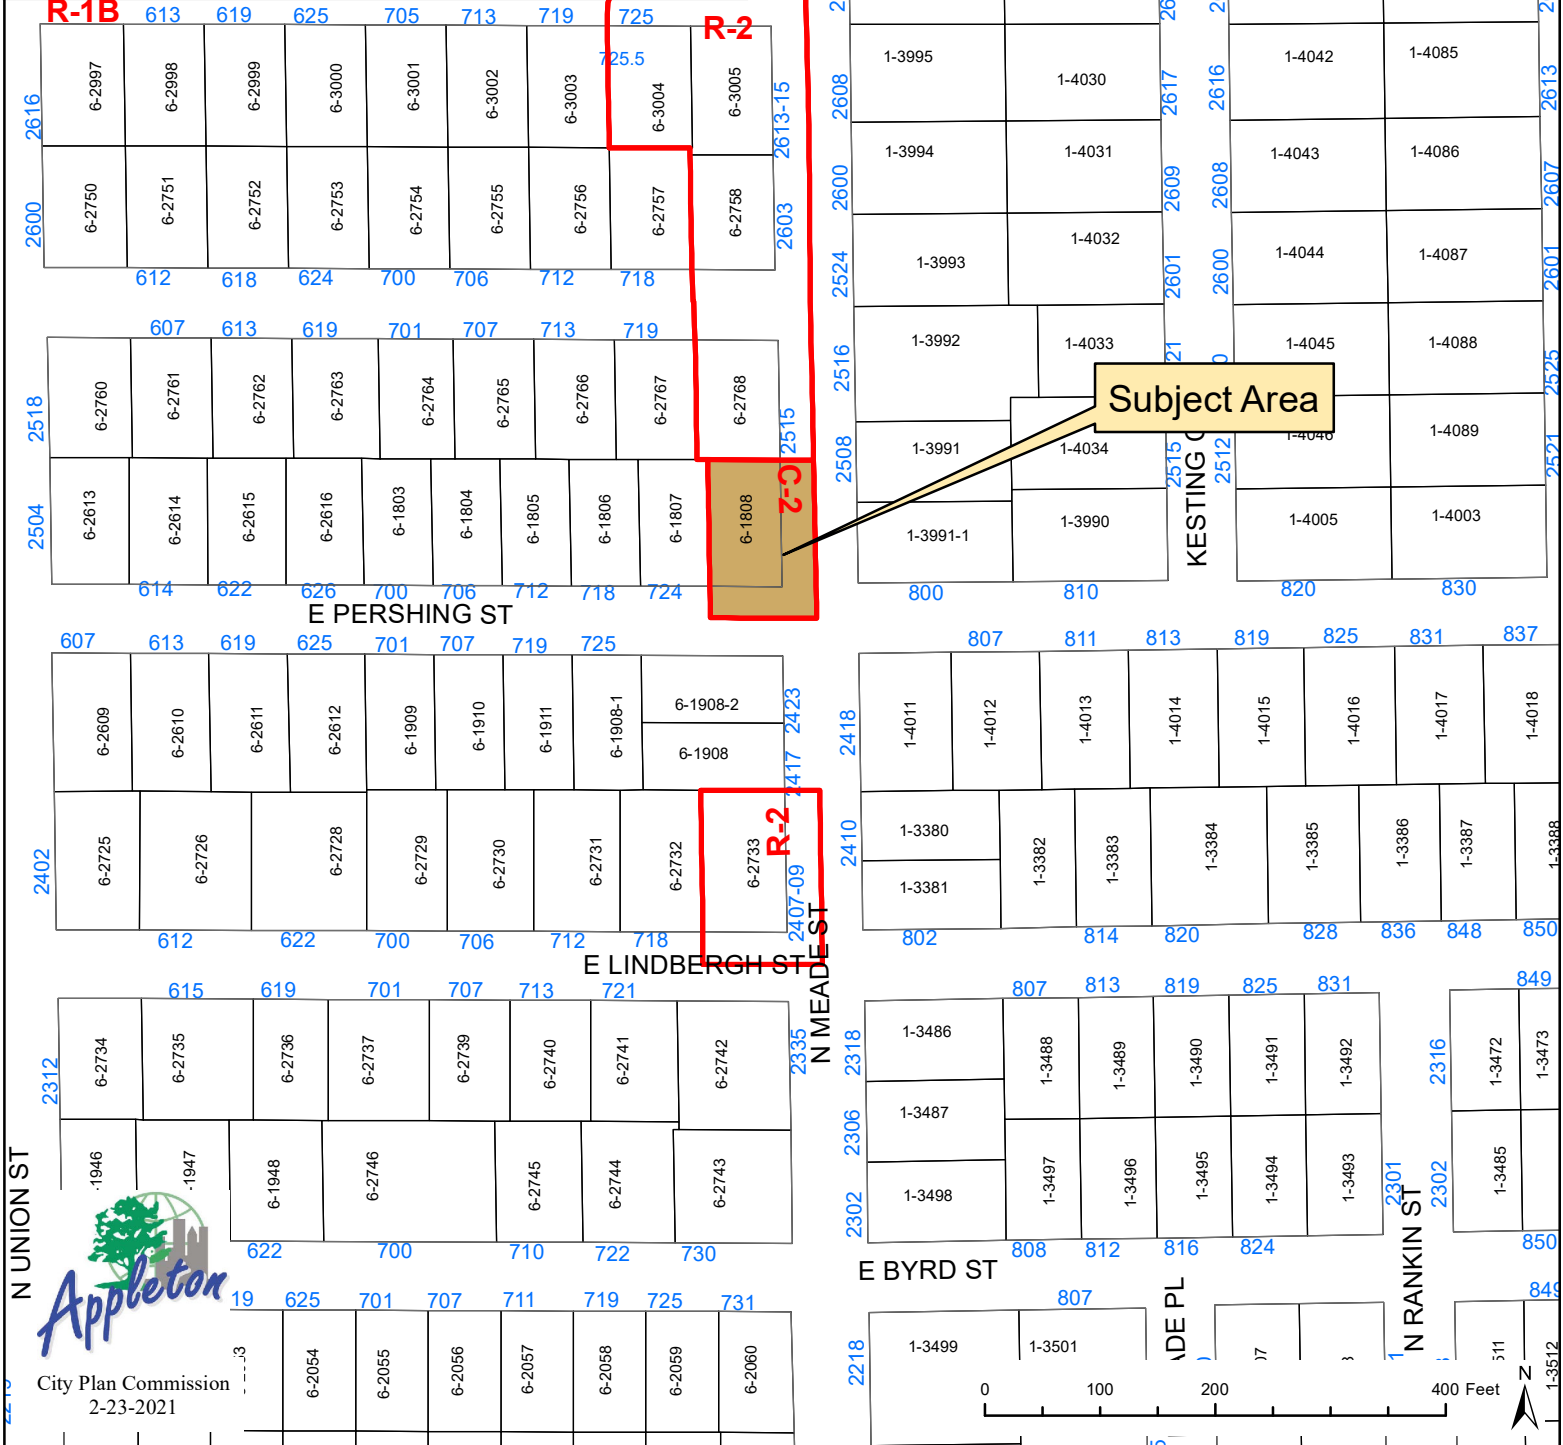 R-1B
613 619 625 705 713 719 725
R-2
725.5
6-2997 6-2998 6-2999 6-3000 6-3001 6-3002 6-3003 6-3004 6-3005
2616
2613-15
6-2750 6-2751 6-2752 6-2753 6-2754 6-2755 6-2756 6-2757 6-2758
2600
2603
612 618 624 700 706 712 718
607 613 619 701 707 713 719
6-2760 6-2761 6-2762 6-2763 6-2764 6-2765 6-2766 6-2767 6-2768
2518
2515
6-2613 6-2614 6-2615 6-2616 6-1803 6-1804 6-1805 6-1806 6-1807 6-1808
C-2
2504
614 622 626 700 706 712 718 724
E PERSHING ST
1-3995 1-4030 1-4042 1-4085
2608 2617 2616 2613
1-3994 1-4031 1-4043 1-4086
2600 2609 2608 2607
1-3993 1-4032 1-4044 1-4087
2524 2601 2600 2601
1-3992 1-4033 1-4045 1-4088
2516 21 2525
Subject Area
1-3991 1-4034 1-4046 1-4089
2508 2515 2512 2521
KESTING
1-3991-1 1-3990 1-4005 1-4003
800 810 820 830
607 613 619 625 701 707 719 725
6-2609 6-2610 6-2611 6-2612 6-1909 6-1910 6-1911 6-1908-1 6-1908-2
6-1908
2423
2417
6-2725 6-2726 6-2728 6-2729 6-2730 6-2731 6-2732 6-2733
R-2
2402
2407-09
612 622 700 706 712 718
E LINDBERGH ST
N MEADE ST
807 811 813 819 825 831 837
2418
1-4011 1-4012 1-4013 1-4014 1-4015 1-4016 1-4017 1-4018
2410
1-3380
1-3381
1-3382 1-3383 1-3384 1-3385 1-3386 1-3387 1-3388
802 814 820 828 836 848 850
615 619 701 707 713 721
6-2734 6-2735 6-2736 6-2737 6-2739 6-2740 6-2741 6-2742
2312
2335
-1946 -1947 6-1948 6-2746 6-2745 6-2744 6-2743
N UNION ST
622 700 710 722 730
807 813 819 825 831 849
1-3486
2318
1-3488 1-3489 1-3490 1-3491 1-3492 1-3472 1-3473
2316
1-3487
2306
1-3498
2302
1-3497 1-3496 1-3495 1-3494 1-3493 1-3485
2301 2302
N RANKIN ST
808 812 816 824 850
E BYRD ST
Appleton
City Plan Commission
2-23-2021
19 625 701 707 711 719 725 731
6-2054 6-2055 6-2056 6-2057 6-2058 6-2059 6-2060
807 849
2218
1-3499 1-3501
ADE PL
07
511 1-3512
0 100 200 400 Feet
N